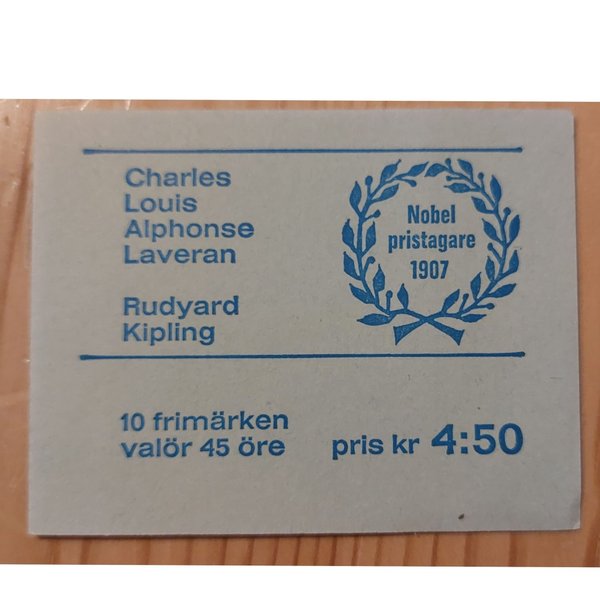 Charles
Louis
Alphonse
Laveran
Rudyard
Kipling
Nobel
pristagare
1907
10 frimärken
valör 45 öre
pris kr 4:50